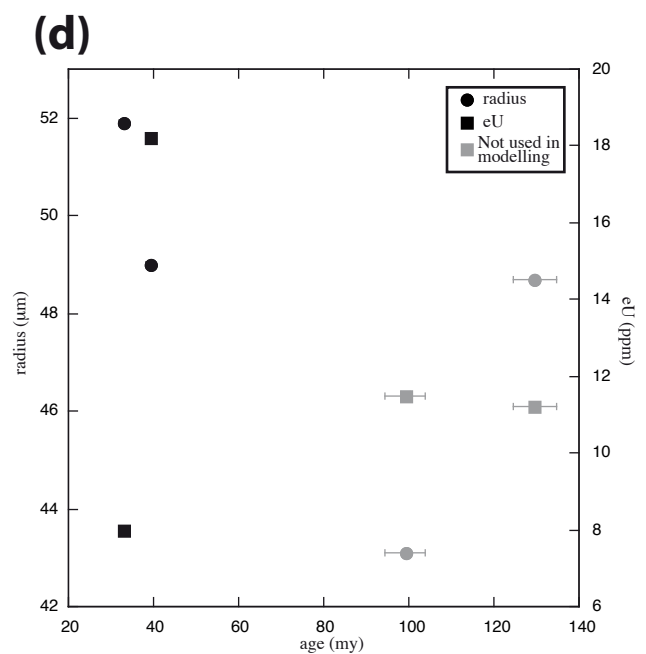 (d)
52
50
48
46
44
42
radius (μm)
20
18
16
14
12
10
8
6
eU (ppm)
radius
eU
Not used in
modelling
20
40
60
80
100
120
140
age (my)